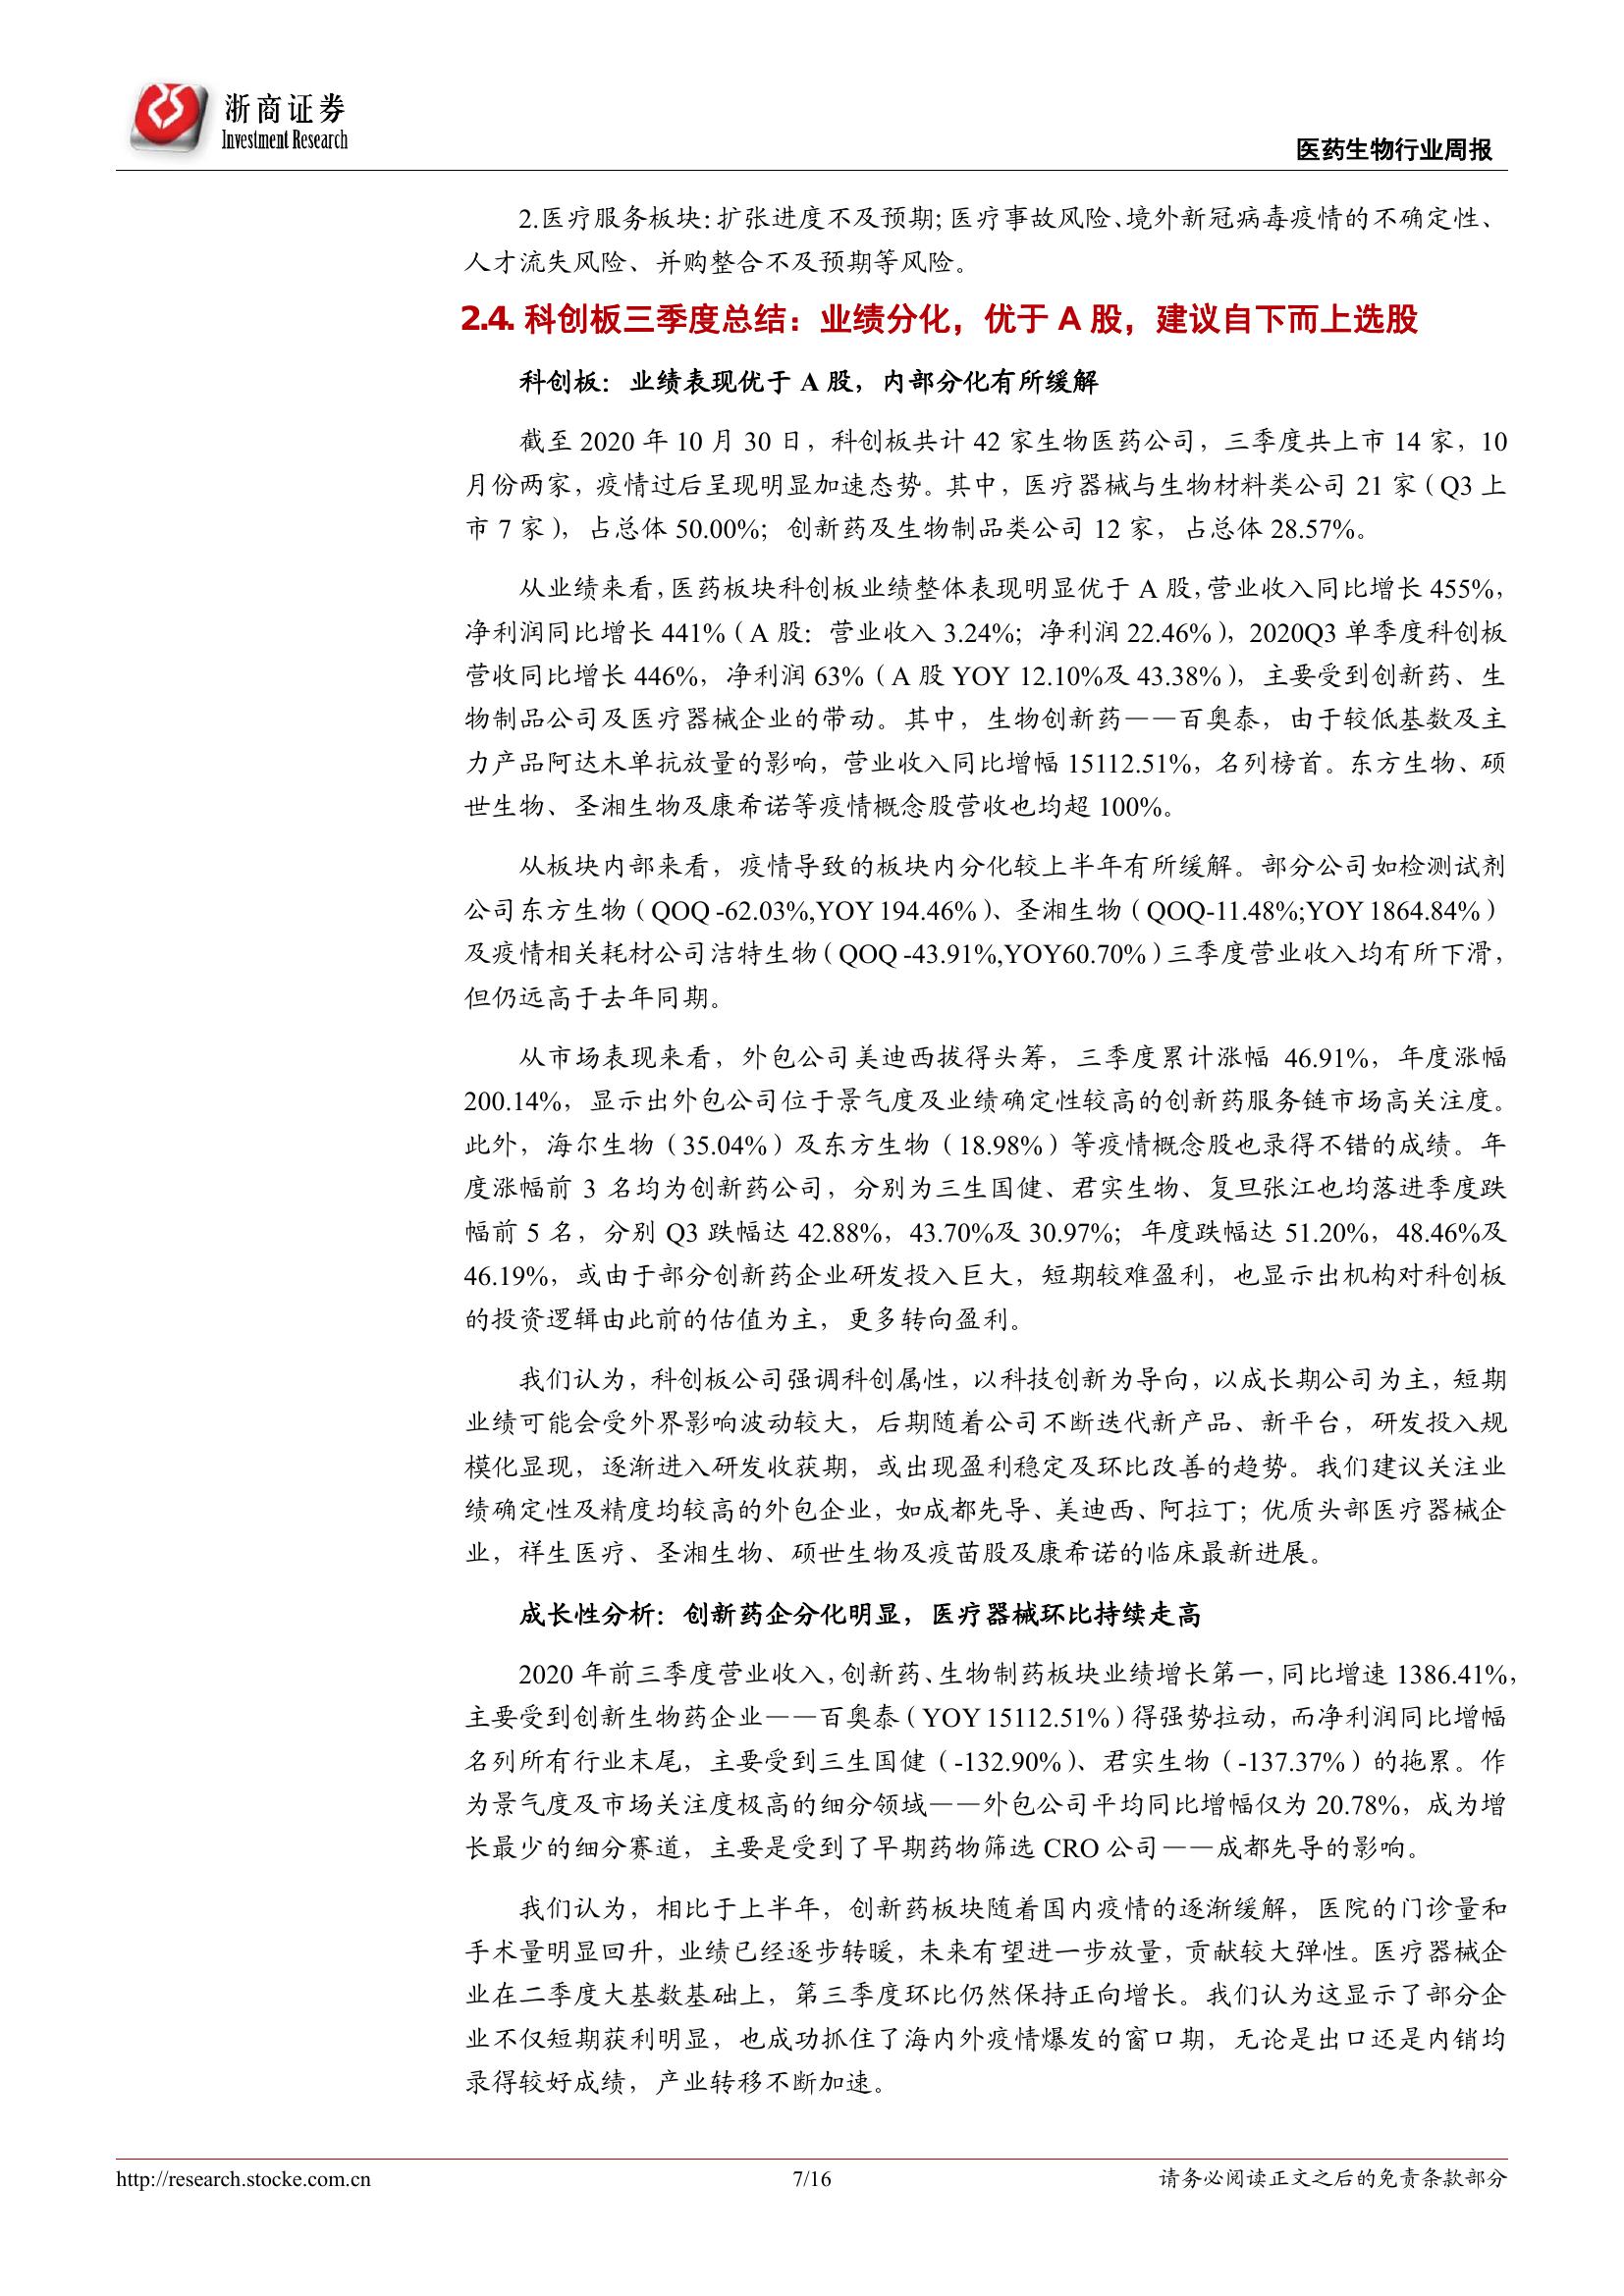 浙商证券
Investment Research
医药生物行业周报
2.医疗服务板块：扩张进度不及预期；医疗事故风险、境外新冠病毒疫情的不确定性、
人才流失风险、并购整合不及预期等风险。
2.4. 科创板三季度总结：业绩分化，优于 A 股，建议自下而上选股
科创板：业绩表现优于 A 股，内部分化有所缓解
截至 2020 年 10 月 30 日，科创板共计 42 家生物医药公司，三季度共上市 14 家，10
月份两家，疫情过后呈现明显加速态势。其中，医疗器械与生物材料类公司 21 家（Q3 上
市 7 家），占总体 50.00%；创新药及生物制品类公司 12 家，占总体 28.57%。
从业绩来看，医药板块科创板业绩整体表现明显优于 A 股，营业收入同比增长 455%，
净利润同比增长 441%（A 股：营业收入 3.24%；净利润 22.46%），2020Q3 单季度科创板
营收同比增长 446%，净利润 63%（A 股 YOY 12.10%及 43.38%），主要受到创新药、生
物制品公司及医疗器械企业的带动。其中，生物创新药——百奥泰，由于较低基数及主
力产品阿达木单抗放量的影响，营业收入同比增幅 15112.51%，名列榜首。东方生物、硕
世生物、圣湘生物及康希诺等疫情概念股营收也均超 100%。
从板块内部来看，疫情导致的板块内分化较上半年有所缓解。部分公司如检测试剂
公司东方生物（QOQ -62.03%,YOY 194.46%）、圣湘生物（QOQ-11.48%;YOY 1864.84%）
及疫情相关耗材公司洁特生物（QOQ -43.91%,YOY60.70%）三季度营业收入均有所下滑，
但仍远高于去年同期。
从市场表现来看，外包公司美迪西拔得头筹，三季度累计涨幅 46.91%，年度涨幅
200.14%，显示出外包公司位于景气度及业绩确定性较高的创新药服务链市场高关注度。
此外，海尔生物（35.04%）及东方生物（18.98%）等疫情概念股也录得不错的成绩。年
度涨幅前 3 名均为创新药公司，分别为三生国健、君实生物、复旦张江也均落进季度跌
幅前 5 名，分别 Q3 跌幅达 42.88%，43.70%及 30.97%；年度跌幅达 51.20%，48.46%及
46.19%，或由于部分创新药企业研发投入巨大，短期较难盈利，也显示出机构对科创板
的投资逻辑由此前的估值为主，更多转向盈利。
我们认为，科创板公司强调科创属性，以科技创新为导向，以成长期公司为主，短期
业绩可能会受外界影响波动较大，后期随着公司不断迭代新产品、新平台，研发投入规
模化显现，逐渐进入研发收获期，或出现盈利稳定及环比改善的趋势。我们建议关注业
绩确定性及精度均较高的外包企业，如成都先导、美迪西、阿拉丁；优质头部医疗器械企
业，祥生医疗、圣湘生物、硕世生物及疫苗股及康希诺的临床最新进展。
成长性分析：创新药企分化明显，医疗器械环比持续走高
2020 年前三季度营业收入，创新药、生物制药板块业绩增长第一，同比增速 1386.41%，
主要受到创新生物药企业——百奥泰（YOY 15112.51%）得强势拉动，而净利润同比增幅
名列所有行业末尾，主要受到三生国健（-132.90%）、君实生物（-137.37%）的拖累。作
为景气度及市场关注度极高的细分领域——外包公司平均同比增幅仅为 20.78%，成为增
长最少的细分赛道，主要是受到了早期药物筛选 CRO 公司——成都先导的影响。
我们认为，相比于上半年，创新药板块随着国内疫情的逐渐缓解，医院的门诊量和
手术量明显回升，业绩已经逐步转暖，未来有望进一步放量，贡献较大弹性。医疗器械企
业在二季度大基数基础上，第三季度环比仍然保持正向增长。我们认为这显示了部分企
业不仅短期获利明显，也成功抓住了海内外疫情爆发的窗口期，无论是出口还是内销均
录得较好成绩，产业转移不断加速。
http://research.stocke.com.cn
7/16
请务必阅读正文之后的免责条款部分